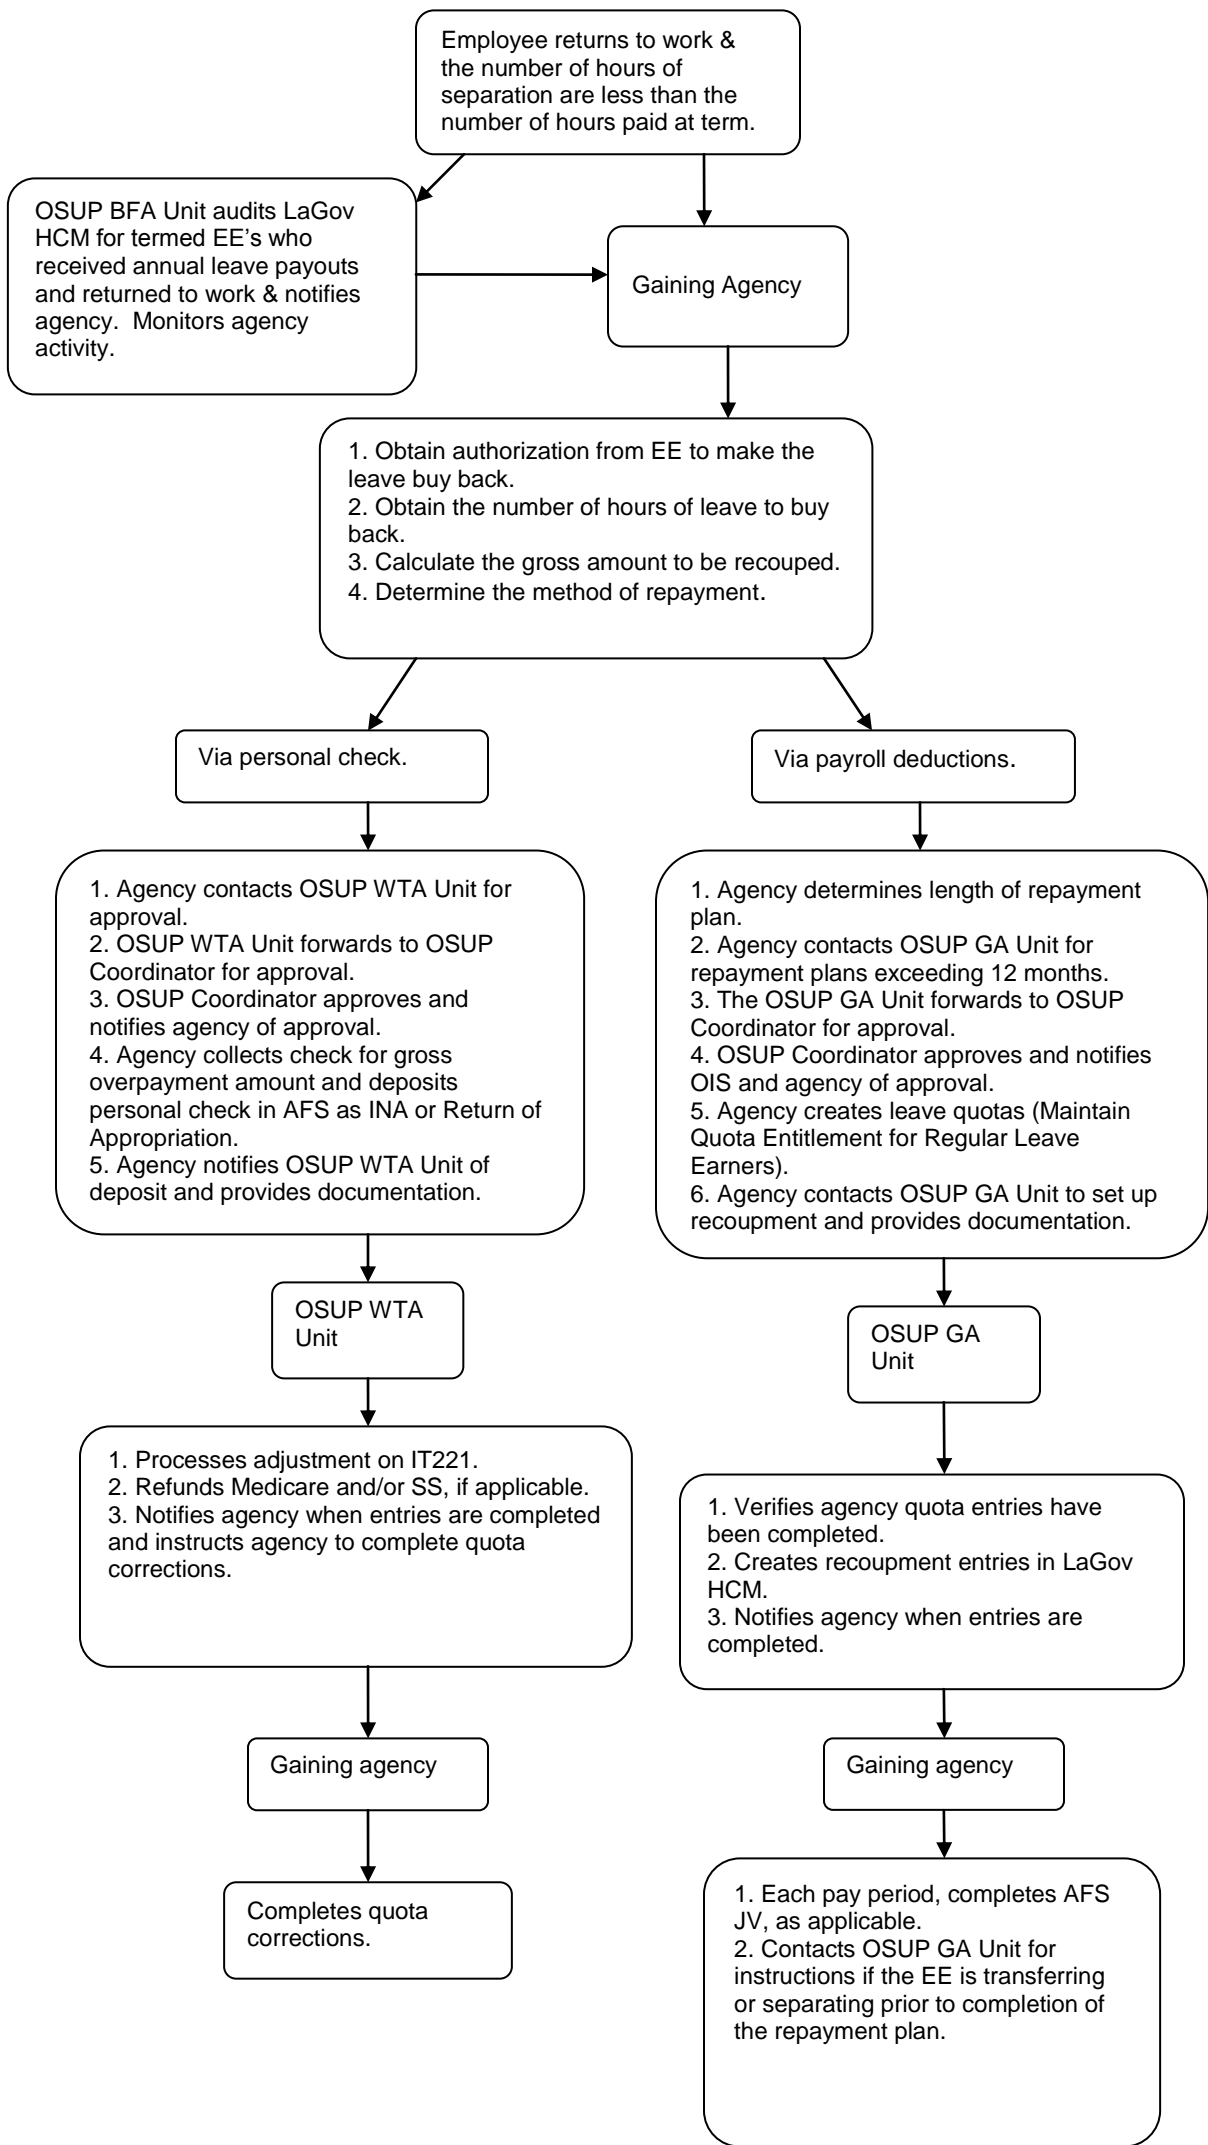 Employee returns to work &
the number of hours of
separation are less than the
number of hours paid at term.
OSUP BFA Unit audits LaGov
HCM for termed EE’s who
received annual leave payouts
and returned to work & notifies
agency.  Monitors agency
activity.
Gaining Agency
1. Obtain authorization from EE to make the
leave buy back.
2. Obtain the number of hours of leave to buy
back.
3. Calculate the gross amount to be recouped.
4. Determine the method of repayment.
Via personal check.
1. Agency contacts OSUP WTA Unit for
approval.
2. OSUP WTA Unit forwards to OSUP
Coordinator for approval.
3. OSUP Coordinator approves and
notifies agency of approval.
4. Agency collects check for gross
overpayment amount and deposits
personal check in AFS as INA or Return of
Appropriation.
5. Agency notifies OSUP WTA Unit of
deposit and provides documentation.
OSUP WTA
Unit
1. Processes adjustment on IT221.
2. Refunds Medicare and/or SS, if applicable.
3. Notifies agency when entries are completed
and instructs agency to complete quota
corrections.
Gaining agency
Completes quota
corrections.
Via payroll deductions.
1. Agency determines length of repayment
plan.
2. Agency contacts OSUP GA Unit for
repayment plans exceeding 12 months.
3. The OSUP GA Unit forwards to OSUP
Coordinator for approval.
4. OSUP Coordinator approves and notifies
OIS and agency of approval.
5. Agency creates leave quotas (Maintain
Quota Entitlement for Regular Leave
Earners).
6. Agency contacts OSUP GA Unit to set up
recoupment and provides documentation.
OSUP GA
Unit
1. Verifies agency quota entries have
been completed.
2. Creates recoupment entries in LaGov
HCM.
3. Notifies agency when entries are
completed.
Gaining agency
1. Each pay period, completes AFS
JV, as applicable.
2. Contacts OSUP GA Unit for
instructions if the EE is transferring
or separating prior to completion of
the repayment plan.